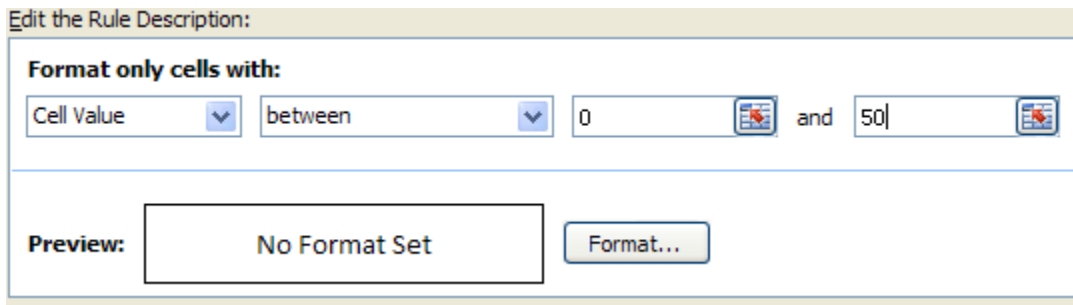 Edit the Rule Description:
Format only cells with:
Cell Value between 0 and 50
Preview: No Format Set Format...